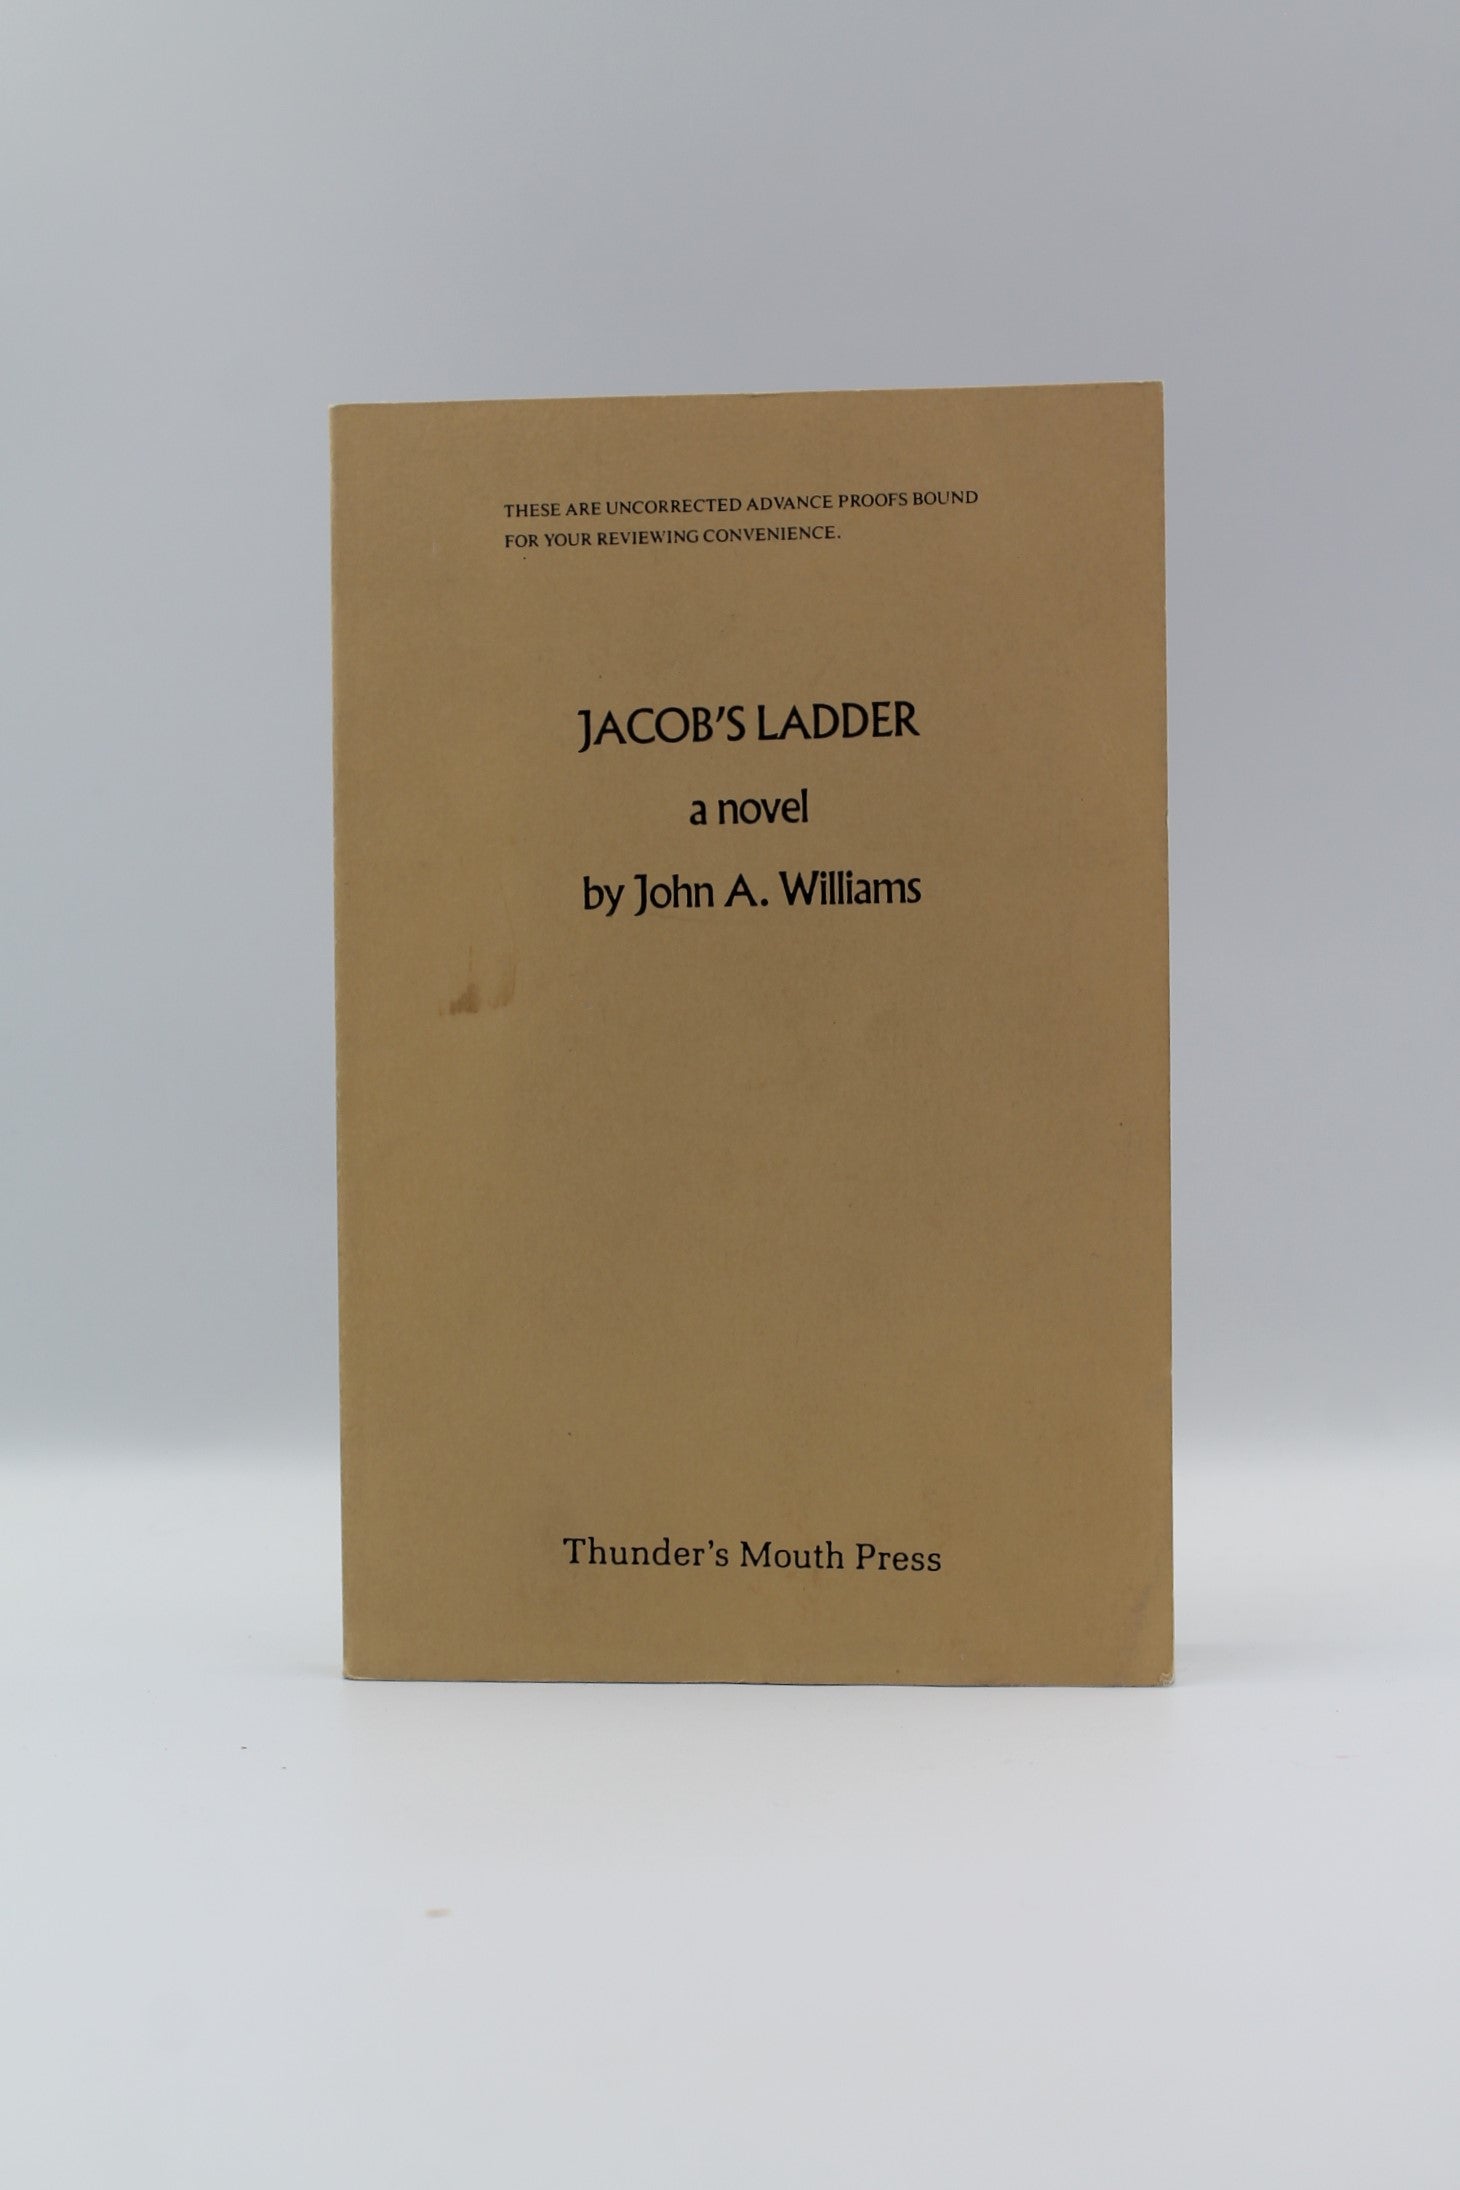 THESE ARE UNCORRECTED ADVANCE PROOFS BOUND
FOR YOUR REVIEWING CONVENIENCE.
JACOB'S LADDER
a novel
by John A. Williams
Thunder's Mouth Press